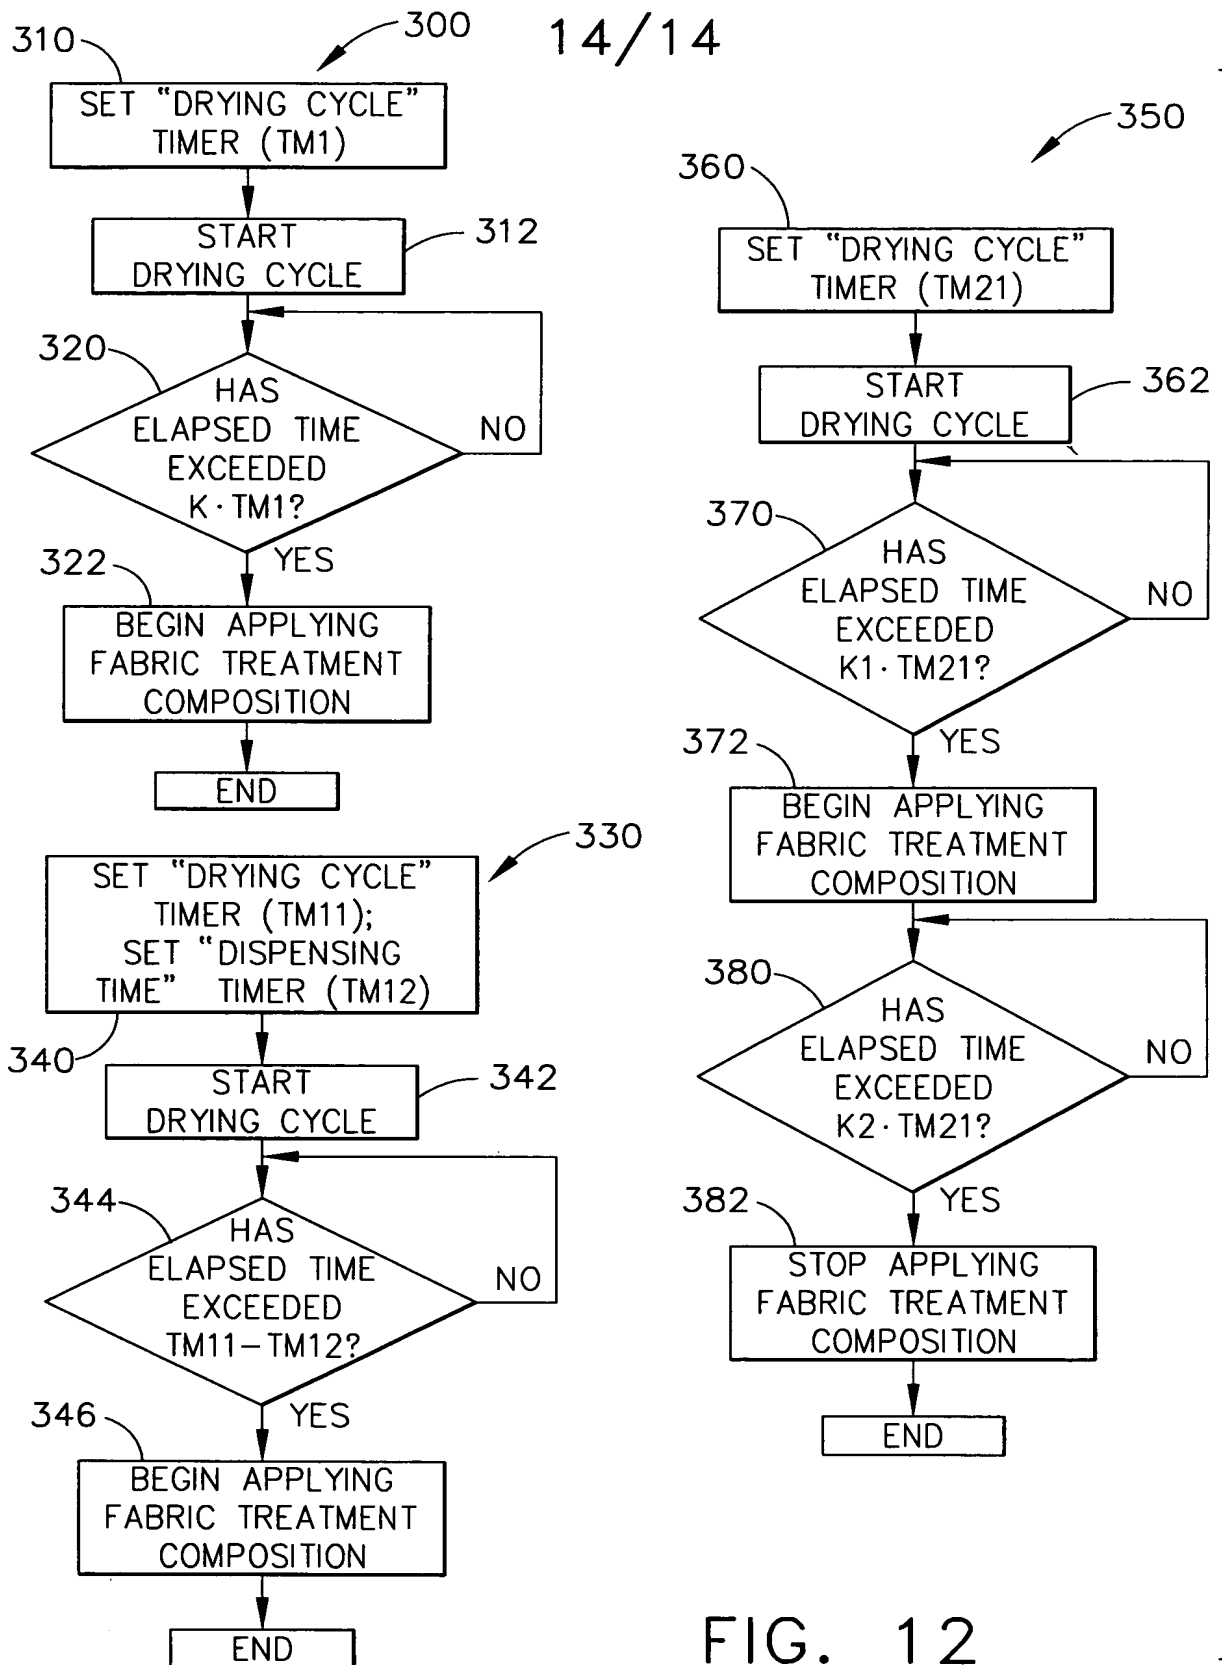 14/14
300
310
SET “DRYING CYCLE”
TIMER (TM1)
START
DRYING CYCLE
312
320
HAS
ELAPSED TIME
EXCEEDED
K·TM1?
NO
YES
322
BEGIN APPLYING
FABRIC TREATMENT
COMPOSITION
END
330
SET “DRYING CYCLE”
TIMER (TM11);
SET “DISPENSING
TIME” TIMER (TM12)
340
START
DRYING CYCLE
342
344
HAS
ELAPSED TIME
EXCEEDED
TM11–TM12?
NO
YES
346
BEGIN APPLYING
FABRIC TREATMENT
COMPOSITION
END
350
360
SET “DRYING CYCLE”
TIMER (TM21)
START
DRYING CYCLE
362
370
HAS
ELAPSED TIME
EXCEEDED
K1·TM21?
NO
YES
372
BEGIN APPLYING
FABRIC TREATMENT
COMPOSITION
380
HAS
ELAPSED TIME
EXCEEDED
K2·TM21?
NO
YES
382
STOP APPLYING
FABRIC TREATMENT
COMPOSITION
END
FIG. 12